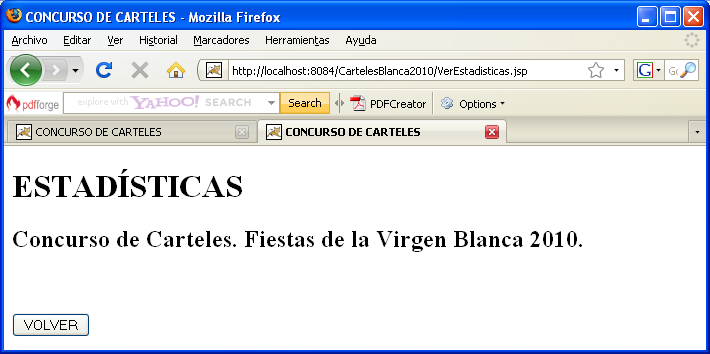 CONCURSO DE CARTELES - Mozilla Firefox
Archivo Editar Ver Historial Marcadores Herramientas Ayuda
http://localhost:8084/CartelesBlanca2010/VerEstadisticas.jsp G Go
pdfforge explore with YAHOO! SEARCH Search PDFCreator Options
CONCURSO DE CARTELES CONCURSO DE CARTELES
ESTADÍSTICAS
Concurso de Carteles. Fiestas de la Virgen Blanca 2010.
VOLVER